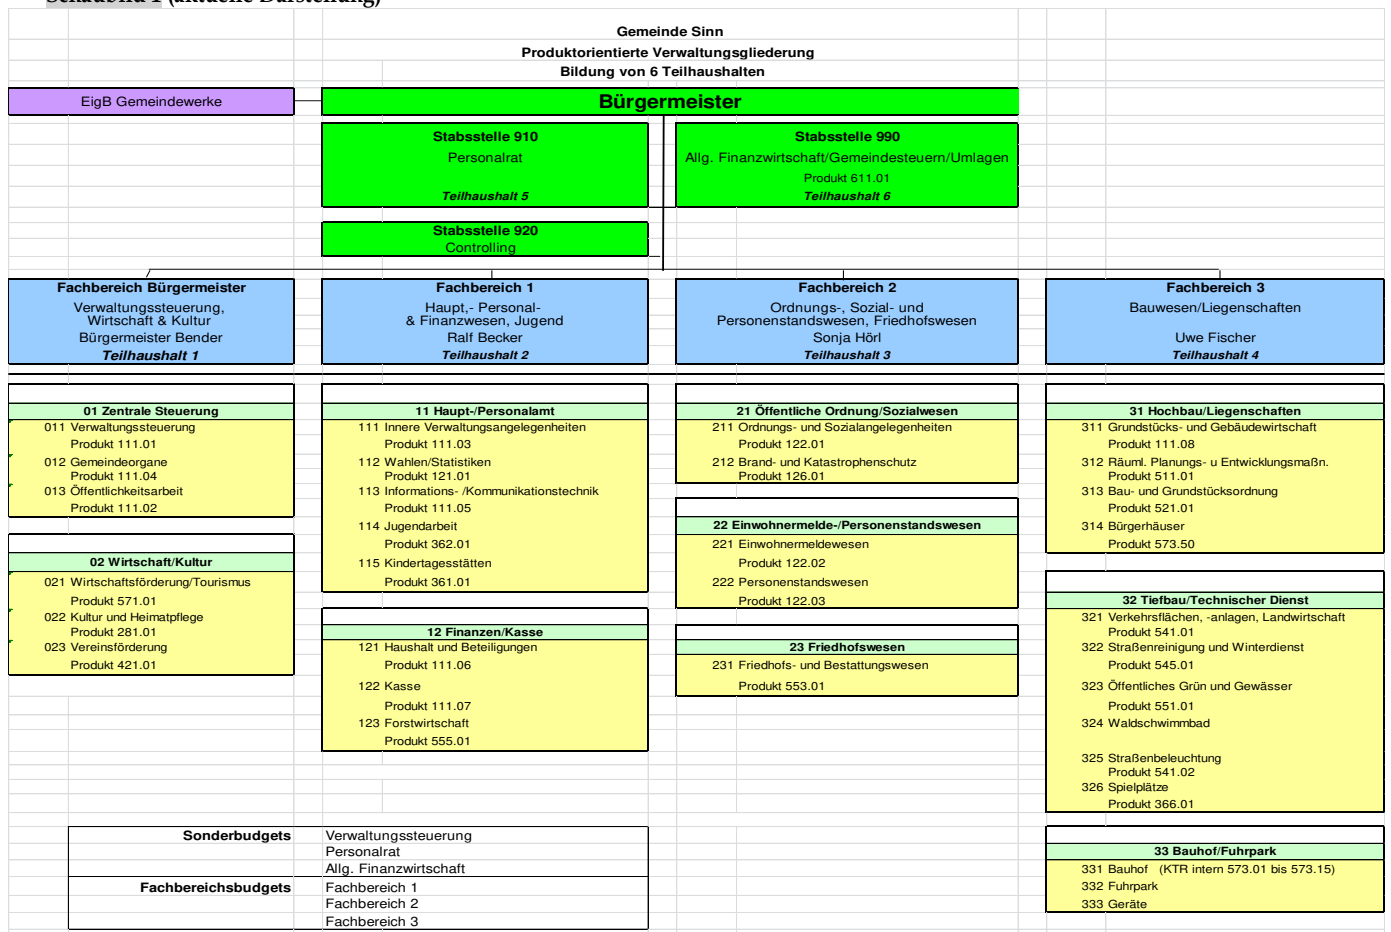 Schaubild 1 (aktuelle Darstellung)
Gemeinde Sinn
Produktorientierte Verwaltungsgliederung
Bildung von 6 Teilhaushalten
EigB Gemeindewerke
Bürgermeister
Stabsstelle 910
Personalrat
Teilhaushalt 5
Stabsstelle 990
Allg. Finanzwirtschaft/Gemeindesteuern/Umlagen
Produkt 611.01
Teilhaushalt 6
Stabsstelle 920
Controlling
Fachbereich Bürgermeister
Verwaltungssteuerung,
Wirtschaft & Kultur
Bürgermeister Bender
Teilhaushalt 1
Fachbereich 1
Haupt,- Personal-
& Finanzwesen, Jugend
Ralf Becker
Teilhaushalt 2
Fachbereich 2
Ordnungs-, Sozial- und
Personenstandswesen, Friedhofswesen
Sonja Hörl
Teilhaushalt 3
Fachbereich 3
Bauwesen/Liegenschaften
Uwe Fischer
Teilhaushalt 4
01 Zentrale Steuerung
011 Verwaltungssteuerung
Produkt 111.01
012 Gemeindeorgane
Produkt 111.04
013 Öffentlichkeitsarbeit
Produkt 111.02
02 Wirtschaft/Kultur
021 Wirtschaftsförderung/Tourismus
Produkt 571.01
022 Kultur und Heimatpflege
Produkt 281.01
023 Vereinsförderung
Produkt 421.01
11 Haupt-/Personalamt
111 Innere Verwaltungsangelegenheiten
Produkt 111.03
112 Wahlen/Statistiken
Produkt 121.01
113 Informations- /Kommunikationstechnik
Produkt 111.05
114 Jugendarbeit
Produkt 362.01
115 Kindertagesstätten
Produkt 361.01
12 Finanzen/Kasse
121 Haushalt und Beteiligungen
Produkt 111.06
122 Kasse
Produkt 111.07
123 Forstwirtschaft
Produkt 555.01
21 Öffentliche Ordnung/Sozialwesen
211 Ordnungs- und Sozialangelegenheiten
Produkt 122.01
212 Brand- und Katastrophenschutz
Produkt 126.01
22 Einwohnermelde-/Personenstandswesen
221 Einwohnermeldewesen
Produkt 122.02
222 Personenstandswesen
Produkt 122.03
23 Friedhofswesen
231 Friedhofs- und Bestattungswesen
Produkt 553.01
31 Hochbau/Liegenschaften
311 Grundstücks- und Gebäudewirtschaft
Produkt 111.08
312 Räuml. Planungs- u Entwicklungsmaßn.
Produkt 511.01
313 Bau- und Grundstücksordnung
Produkt 521.01
314 Bürgerhäuser
Produkt 573.50
32 Tiefbau/Technischer Dienst
321 Verkehrsflächen, -anlagen, Landwirtschaft
Produkt 541.01
322 Straßenreinigung und Winterdienst
Produkt 545.01
323 Öffentliches Grün und Gewässer
Produkt 551.01
324 Waldschwimmbad
325 Straßenbeleuchtung
Produkt 541.02
326 Spielplätze
Produkt 366.01
33 Bauhof/Fuhrpark
331 Bauhof (KTR intern 573.01 bis 573.15)
332 Fuhrpark
333 Geräte
Sonderbudgets Verwaltungssteuerung
Personalrat
Allg. Finanzwirtschaft
Fachbereichsbudgets Fachbereich 1
Fachbereich 2
Fachbereich 3